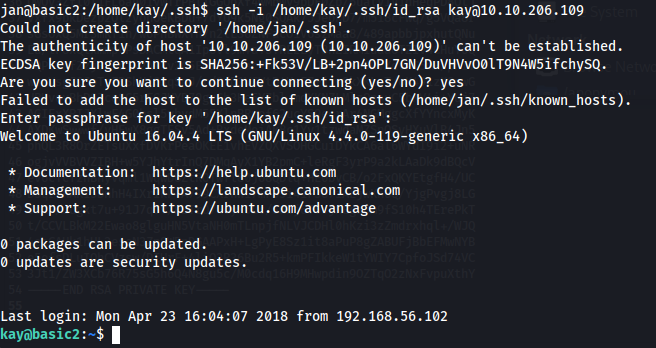 jan@basic2:/home/kay/.ssh$ ssh -i /home/kay/.ssh/id_rsa kay@10.10.206.109
Could not create directory '/home/jan/.ssh'.
The authenticity of host '10.10.206.109 (10.10.206.109)' can't be established.
ECDSA key fingerprint is SHA256:+Fk53V/LB+2pn4OPL7GN/DuVHVvO0lT9N4W5ifchySQ.
Are you sure you want to continue connecting (yes/no)? yes
Failed to add the host to the list of known hosts (/home/jan/.ssh/known_hosts).
Enter passphrase for key '/home/kay/.ssh/id_rsa':
Welcome to Ubuntu 16.04.4 LTS (GNU/Linux 4.4.0-119-generic x86_64)
* Documentation: https://help.ubuntu.com
* Management: https://landscape.canonical.com
* Support: https://ubuntu.com/advantage
0 packages can be updated.
0 updates are security updates.
-----END RSA PRIVATE KEY-----
Last login: Mon Apr 23 16:04:07 2018 from 192.168.56.102
kay@basic2:~$